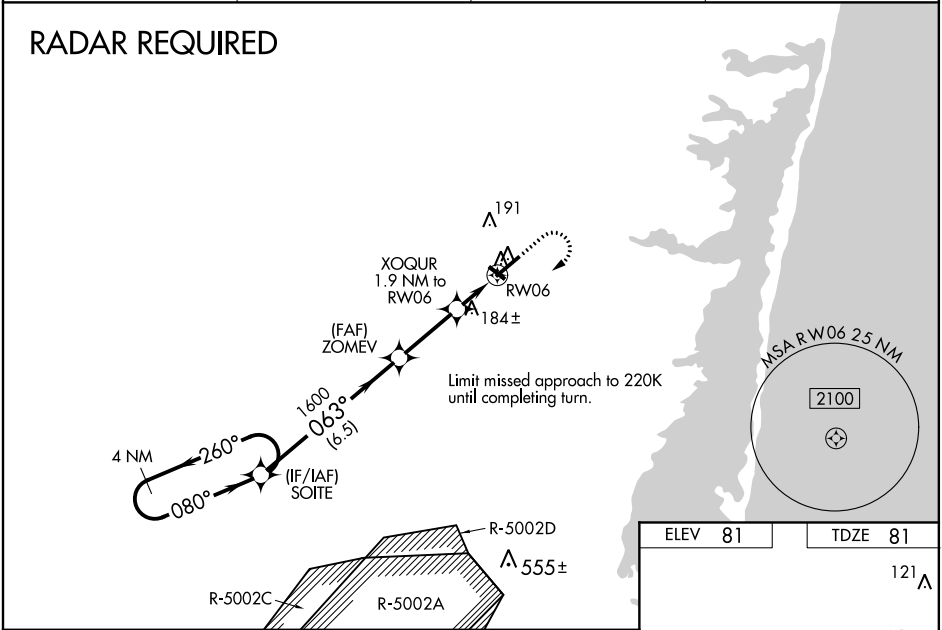 RADAR REQUIRED
191
XOQUR
1.9 NM to
RW06
RW06
184±
(FAF)
ZOMEV
MSA RW06 25 NM
2100
Limit missed approach to 220K
until completing turn.
1600
063°
(6.5)
4 NM
260°
080°
(IF/IAF)
SOITE
R-5002D
555±
R-5002C
R-5002A
ELEV 81
TDZE 81
121